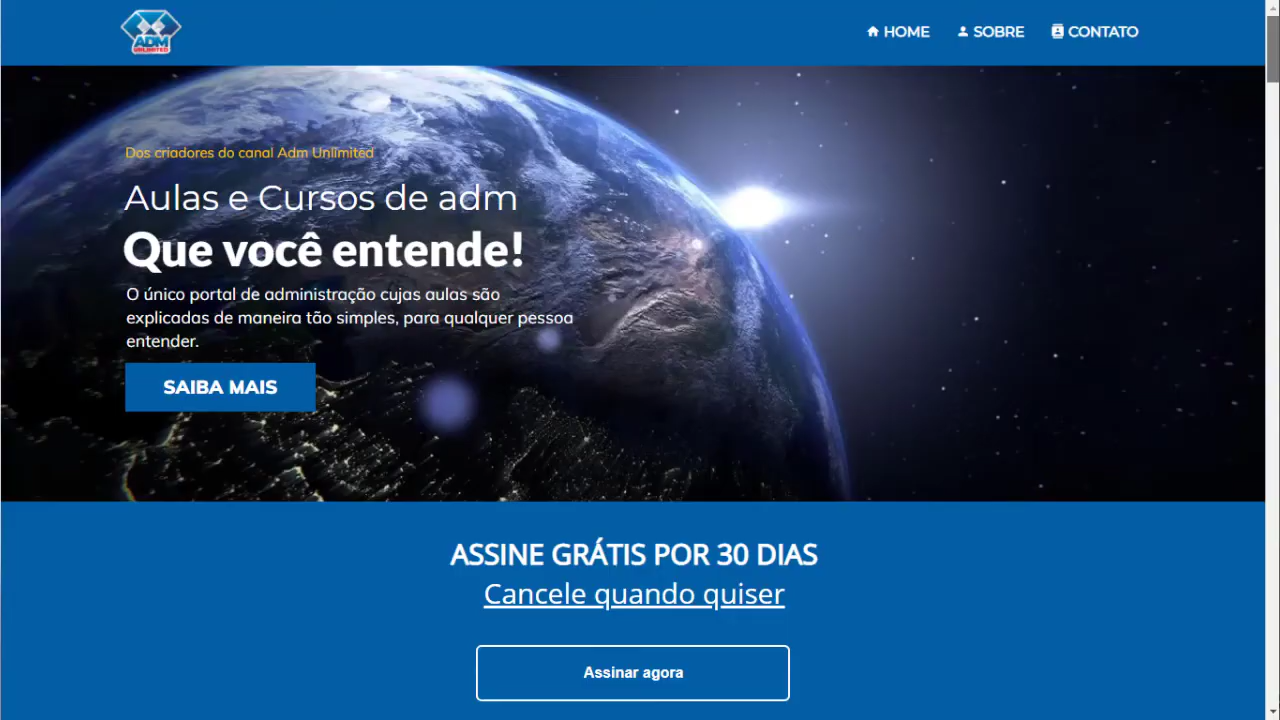 ADM
UNLIMITED
HOME
SOBRE
CONTATO
Dos criadores do canal Adm Unlimited
Aulas e Cursos de adm
Que você entende!
O único portal de administração cujas aulas são
explicadas de maneira tão simples, para qualquer pessoa
entender.
SAIBA MAIS
ASSINE GRÁTIS POR 30 DIAS
Cancele quando quiser
Assinar agora